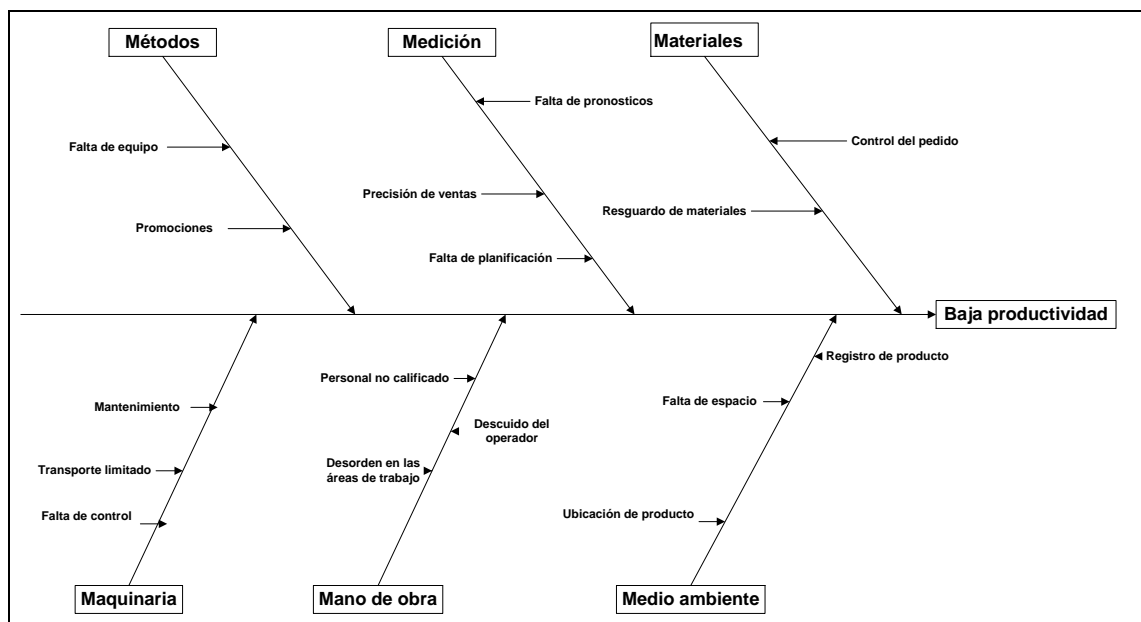 Métodos
Medición
Materiales
Falta de pronosticos
Falta de equipo
Control del pedido
Precisión de ventas
Resguardo de materiales
Promociones
Falta de planificación
Baja productividad
Registro de producto
Personal no calificado
Mantenimiento
Falta de espacio
Descuido del
operador
Transporte limitado
Desorden en las
áreas de trabajo
Falta de control
Ubicación de producto
Maquinaria
Mano de obra
Medio ambiente